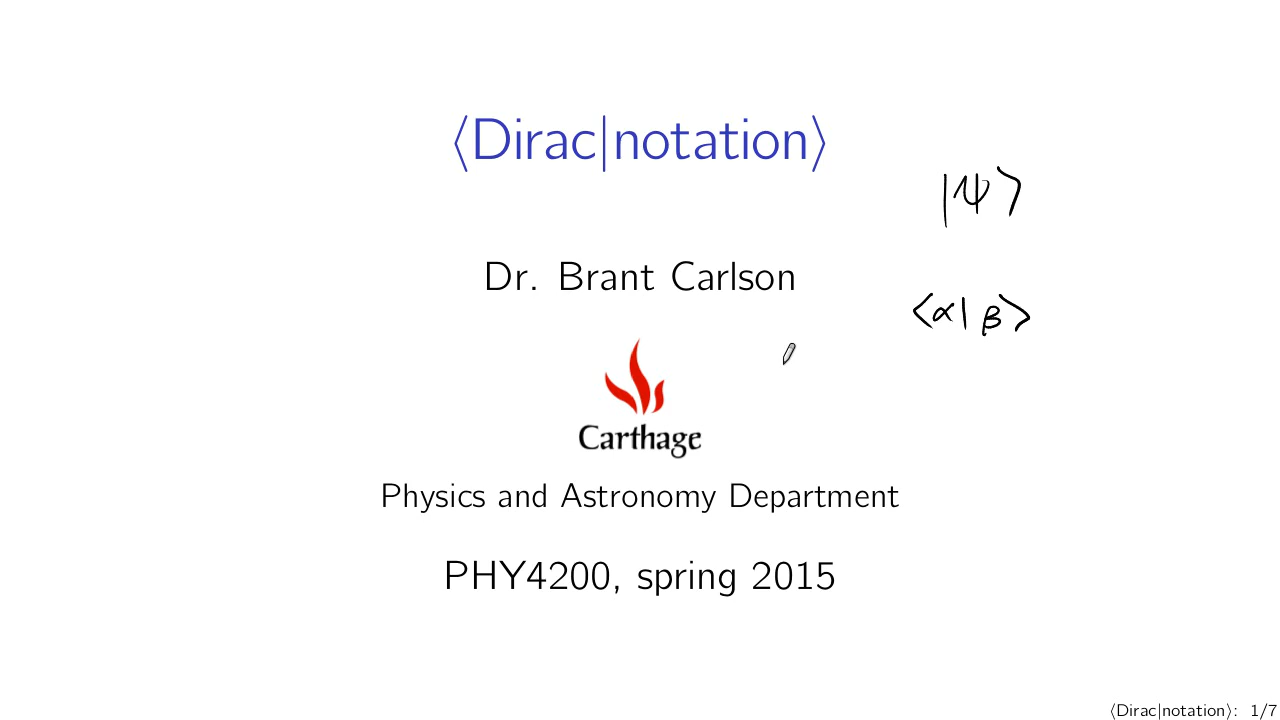 ⟨Dirac|notation⟩
|ψ⟩
Dr. Brant Carlson
⟨α|β⟩
Carthage
Physics and Astronomy Department
PHY4200, spring 2015
⟨Dirac|notation⟩: 1/7